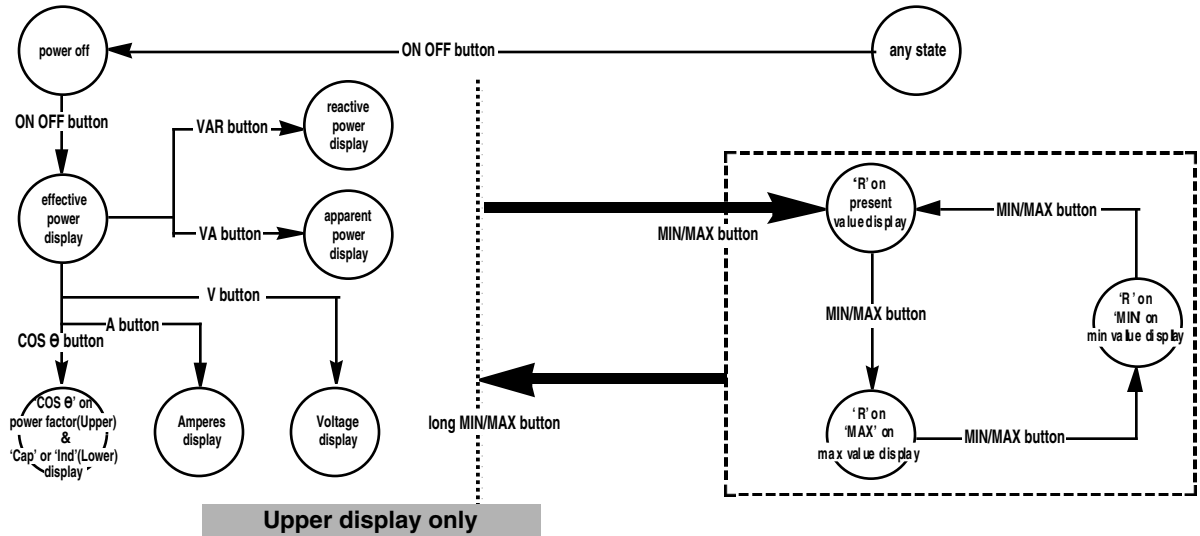 power off
ON OFF button
any state
ON OFF button
VAR button
reactive
power
display
effective
power
display
VA button
apparent
power
display
V button
A button
COS θ button
COS θ' on
power factor(Upper)
&
'Cap' or 'Ind'(Lower)
display
Amperes
display
Voltage
display
MIN/MAX button
long MIN/MAX button
'R' on
present
value display
MIN/MAX button
MIN/MAX button
'R' on
'MIN' on
min value display
'R' on
'MAX' on
max value display
MIN/MAX button
Upper display only